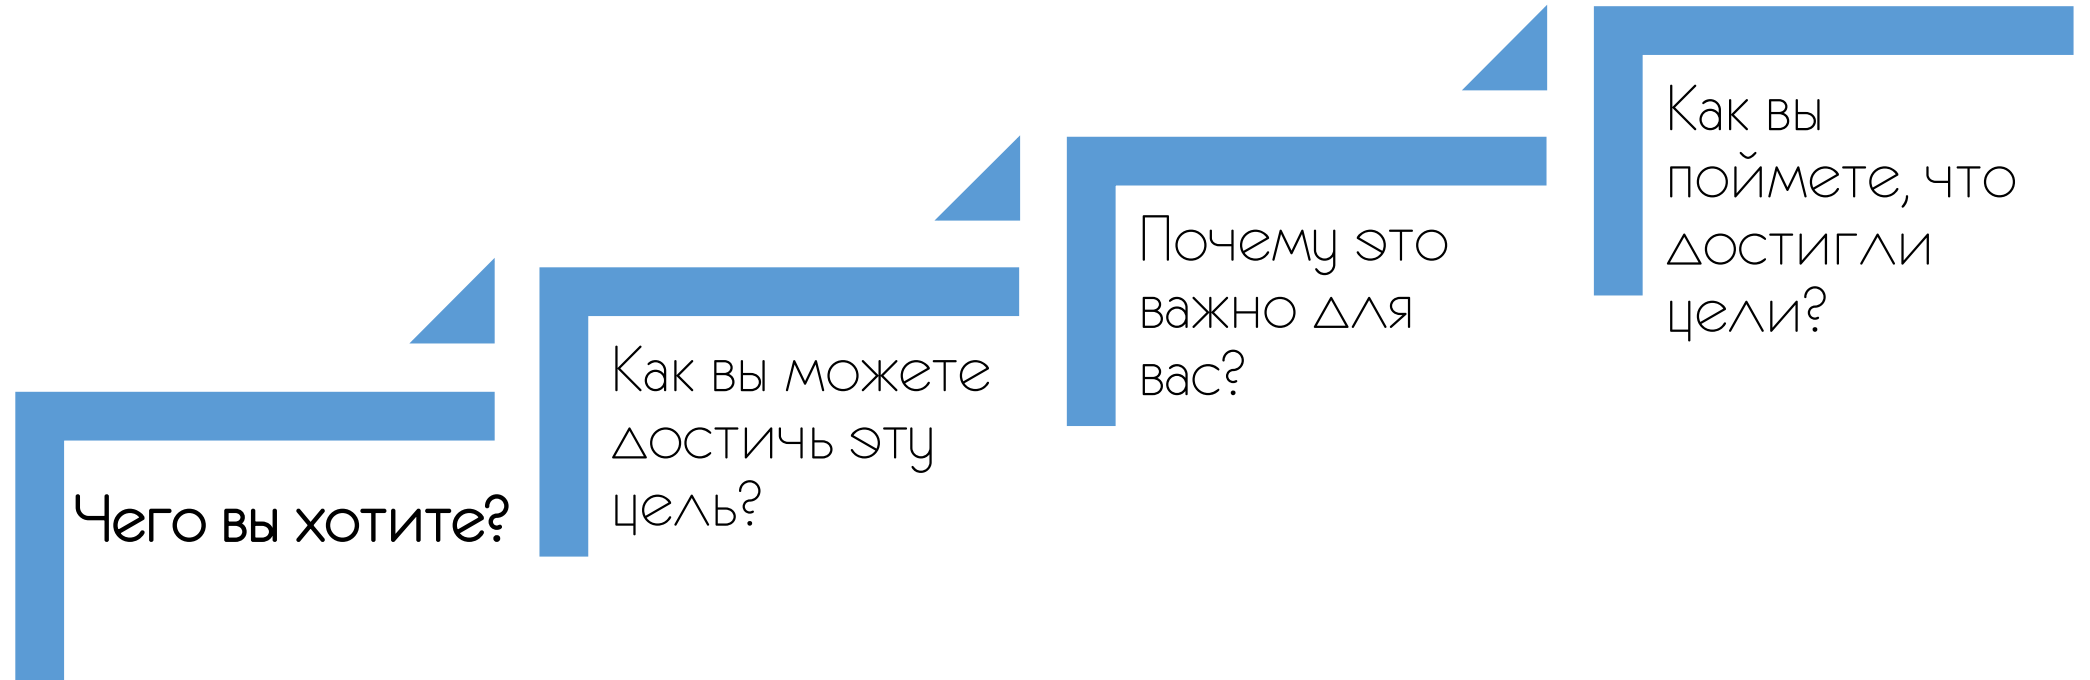 Чего вы хотите?
Как вы можете
достичь эту
цель?
Почему это
важно для
вас?
Как вы
поймете, что
достигли
цели?